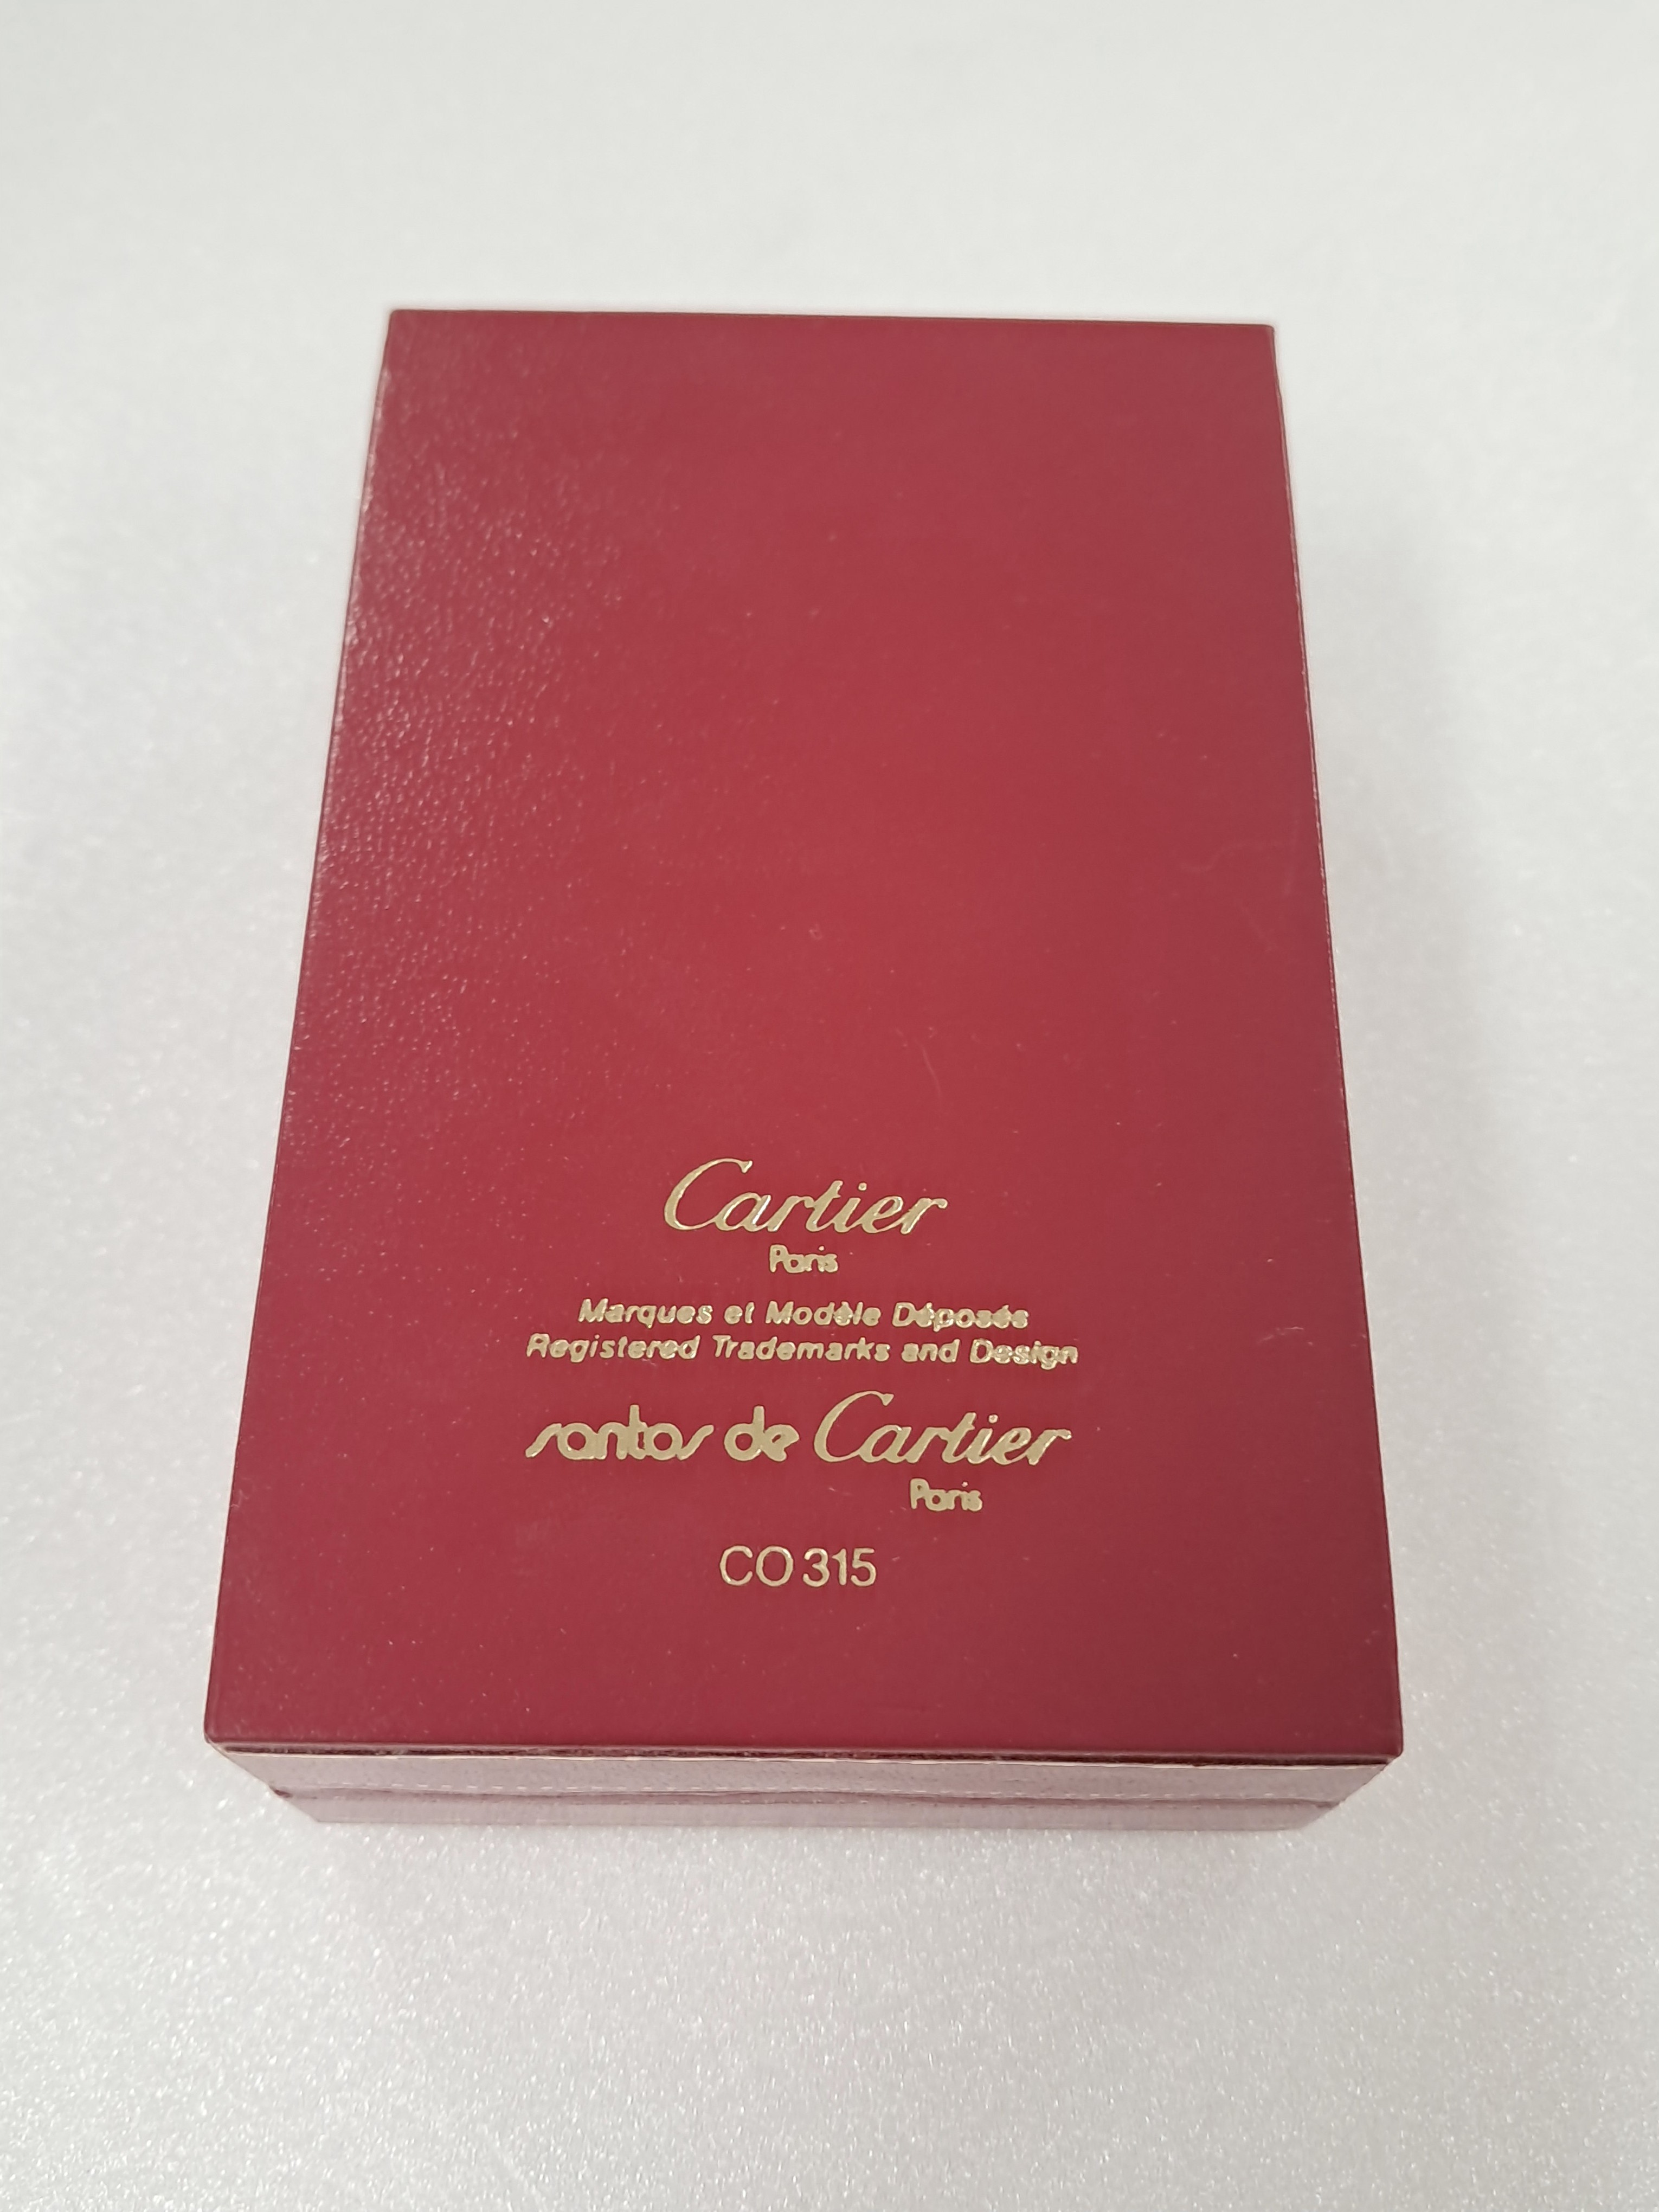 Cartier
Paris
Marques et Modèle Déposés
Registered Trademarks and Design
santos de Cartier
Paris
CO 315